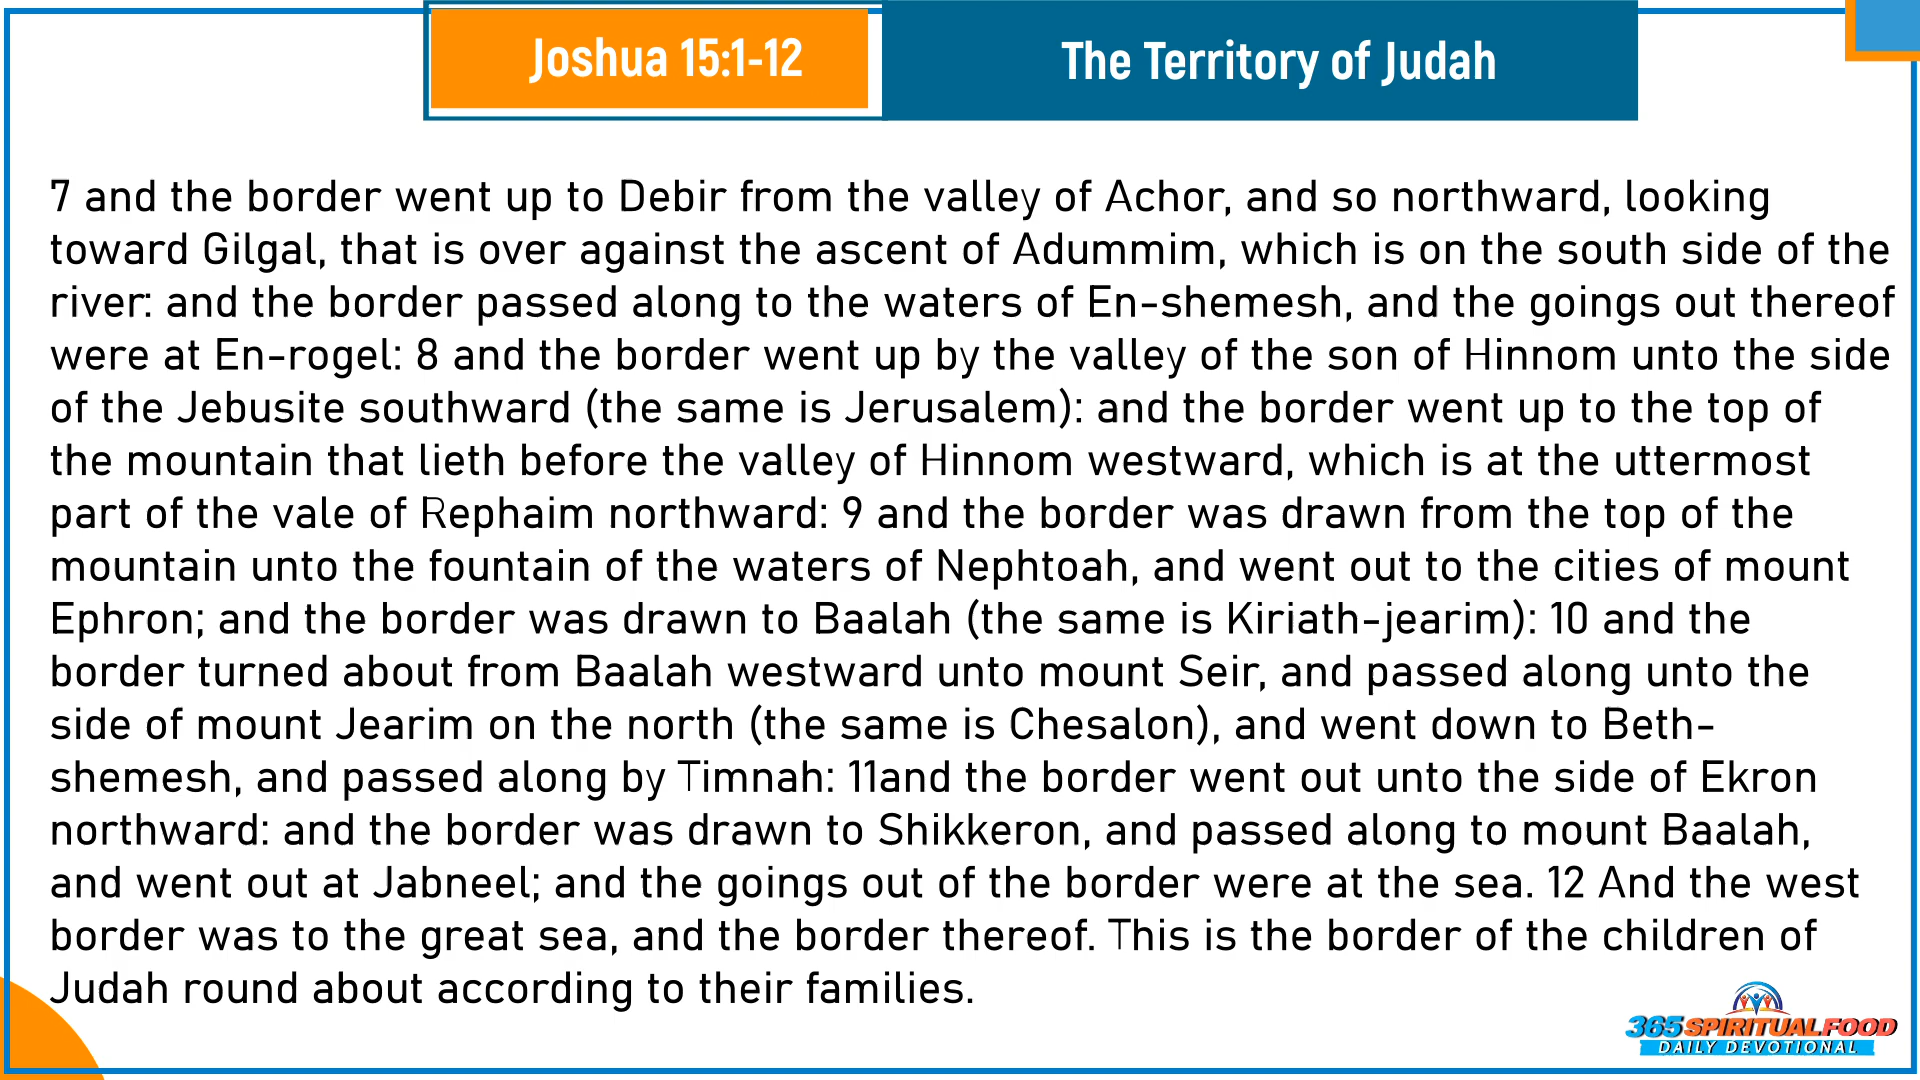 Joshua 15:1-12
The Territory of Judah
7 and the border went up to Debir from the valley of Achor, and so northward, looking
toward Gilgal, that is over against the ascent of Adummim, which is on the south side of the
river: and the border passed along to the waters of En-shemesh, and the goings out thereof
were at En-rogel: 8 and the border went up by the valley of the son of Hinnom unto the side
of the Jebusite southward (the same is Jerusalem): and the border went up to the top of
the mountain that lieth before the valley of Hinnom westward, which is at the uttermost
part of the vale of Rephaim northward: 9 and the border was drawn from the top of the
mountain unto the fountain of the waters of Nephtoah, and went out to the cities of mount
Ephron; and the border was drawn to Baalah (the same is Kiriath-jearim): 10 and the
border turned about from Baalah westward unto mount Seir, and passed along unto the
side of mount Jearim on the north (the same is Chesalon), and went down to Beth-
shemesh, and passed along by Timnah: 11and the border went out unto the side of Ekron
northward: and the border was drawn to Shikkeron, and passed along to mount Baalah,
and went out at Jabneel; and the goings out of the border were at the sea. 12 And the west
border was to the great sea, and the border thereof. This is the border of the children of
Judah round about according to their families.
365SPIRITUALFOOD
DAILY DEVOTIONAL